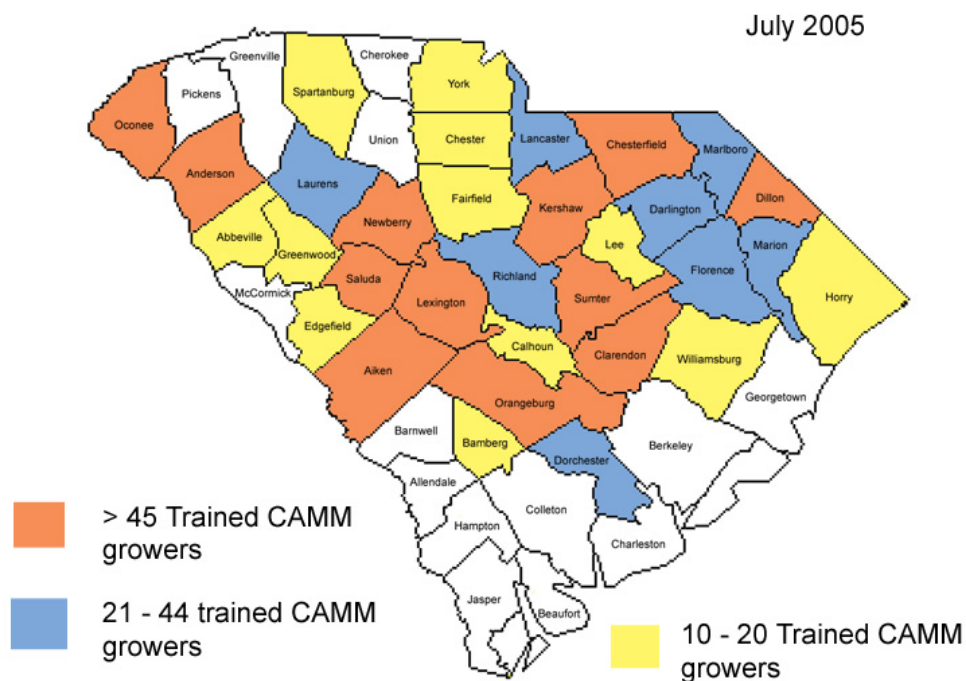 July 2005
Cherokee
Greenville
York
Pickens
Spartanburg
Oconee
Union
Chester
Lancaster
Chesterfield
Marlboro
Anderson
Laurens
Fairfield
Kershaw
Darlington
Dillon
Newberry
Abbeville
Greenwood
Lee
Marion
Saluda
Richland
Florence
McCormick
Lexington
Sumter
Horry
Edgefield
Calhoun
Clarendon
Williamsburg
Aiken
Orangeburg
Georgetown
Barnwell
Bamberg
Berkeley
Dorchester
Allendale
Colleton
Hampton
Charleston
Jasper
Beaufort
> 45 Trained CAMM
growers
21 - 44 trained CAMM
growers
10 - 20 Trained CAMM
growers